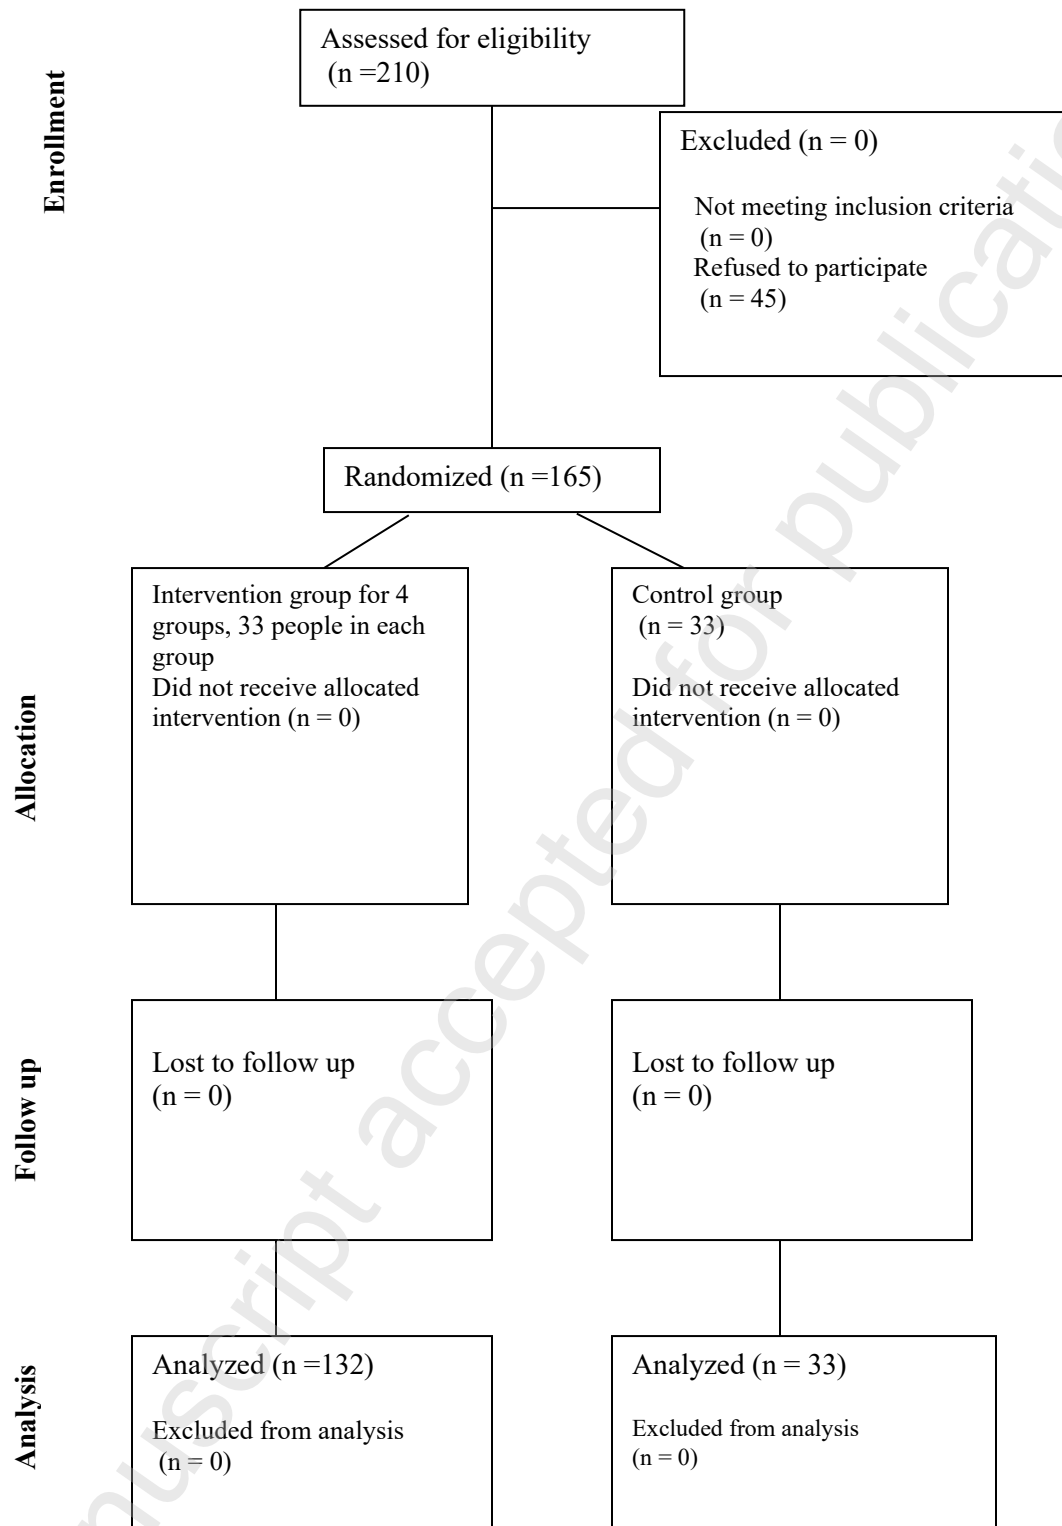 Enrollment
Assessed for eligibility
(n =210)
Excluded (n = 0)
Not meeting inclusion criteria
(n = 0)
Refused to participate
(n = 45)
Randomized (n =165)
Allocation
Intervention group for 4
groups, 33 people in each
group
Did not receive allocated
intervention (n = 0)
Control group
(n = 33)
Did not receive allocated
intervention (n = 0)
Follow up
Lost to follow up
(n = 0)
Lost to follow up
(n = 0)
Analysis
Analyzed (n =132)
Excluded from analysis
(n = 0)
Analyzed (n = 33)
Excluded from analysis
(n = 0)
accepted for